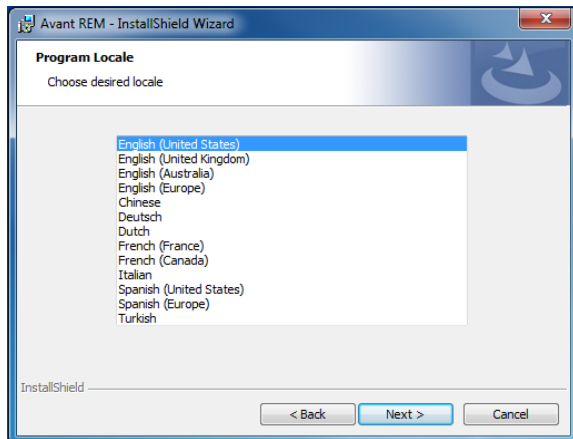 Avant REM - InstallShield Wizard
Program Locale
Choose desired locale
English (United States)
English (United Kingdom)
English (Australia)
English (Europe)
Chinese
Deutsch
Dutch
French (France)
French (Canada)
Italian
Spanish (United States)
Spanish (Europe)
Turkish
InstallShield
< Back Next > Cancel